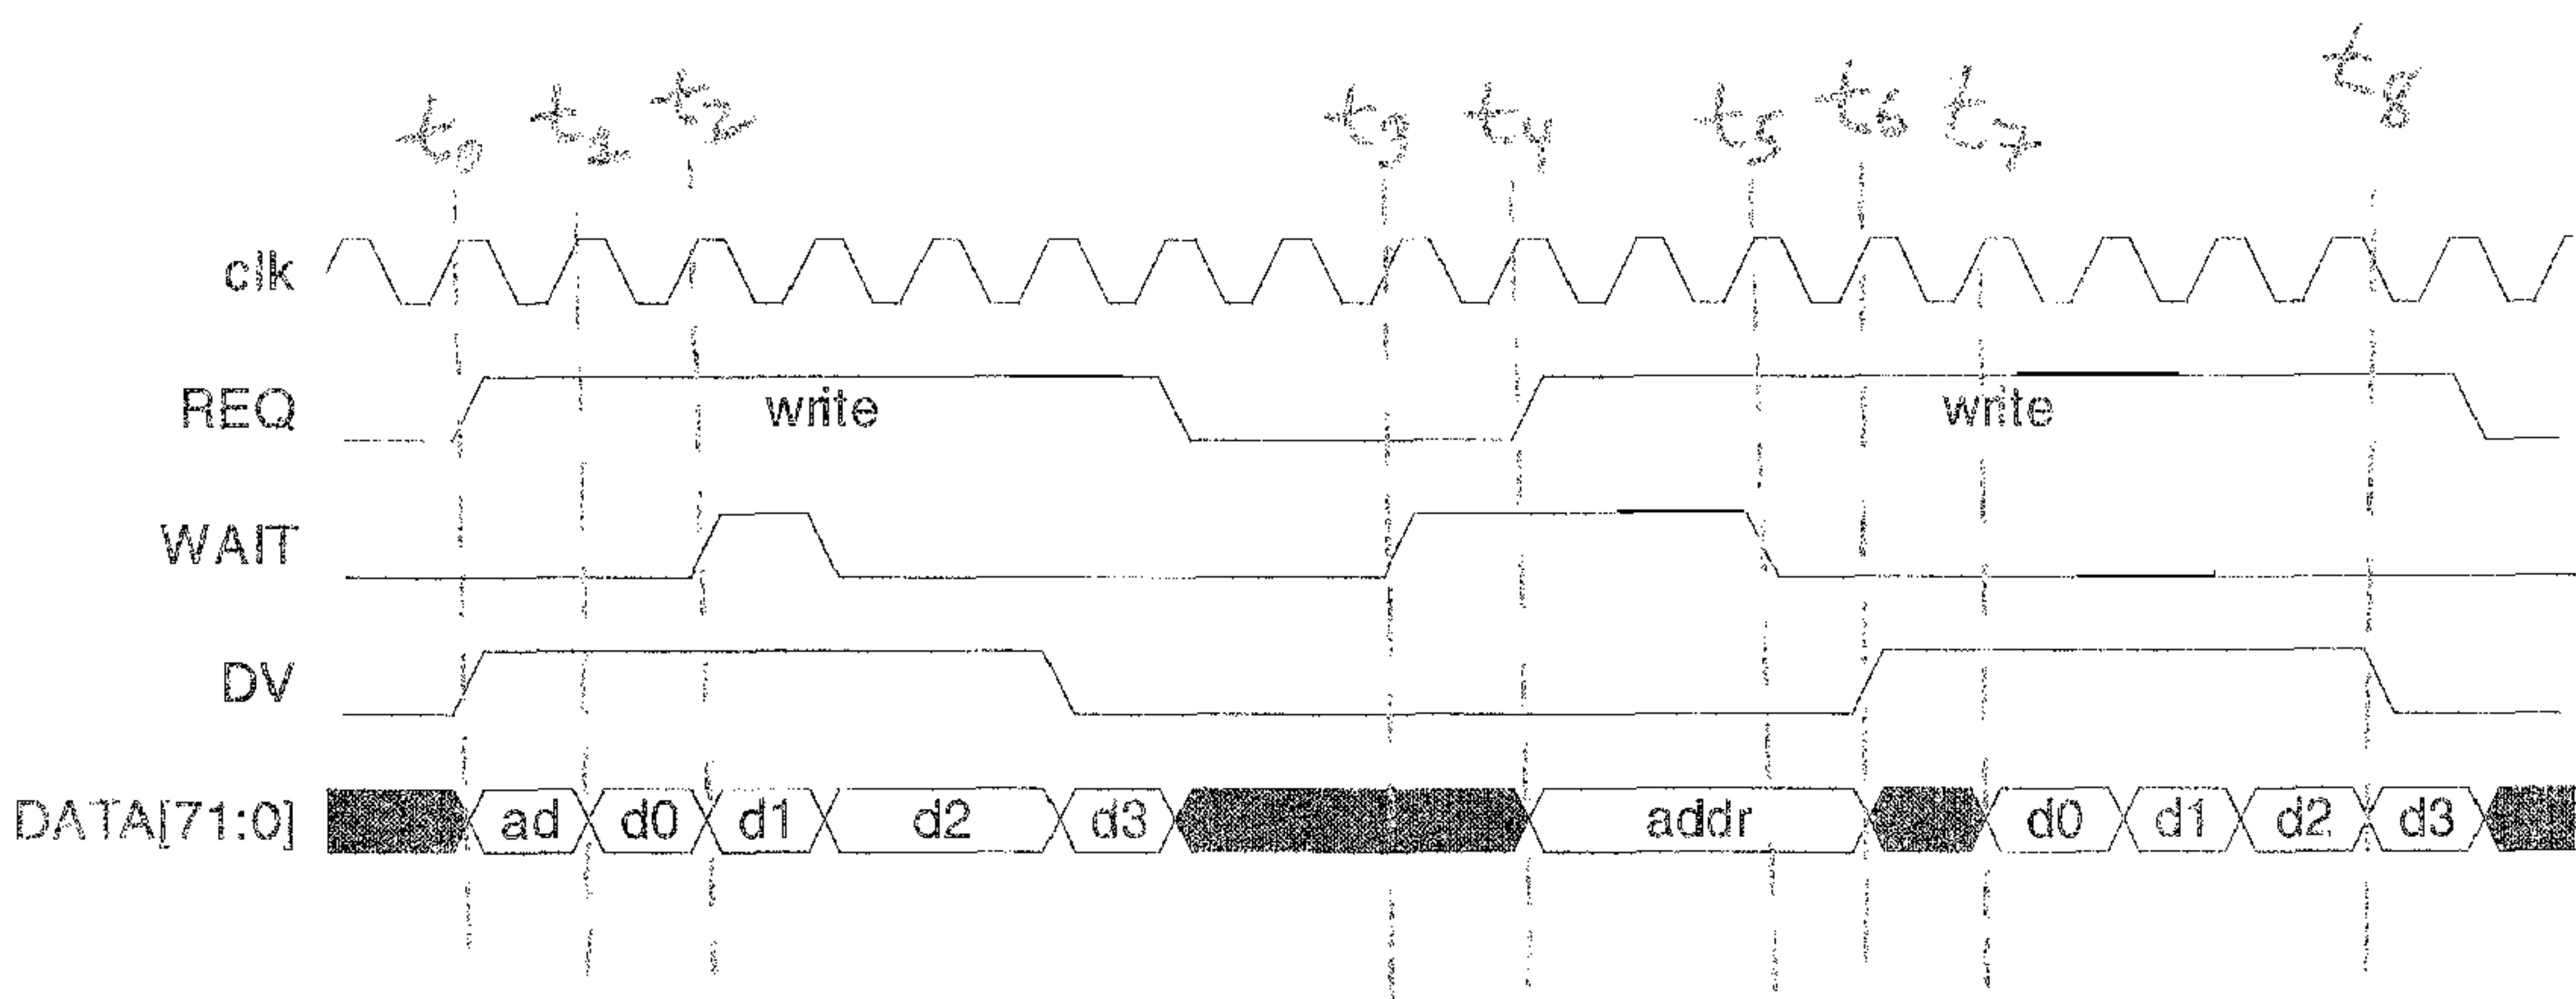 t0 t1 t2 t3 t4 t5 t6 t7 t8
clk
REQ write write
WAIT
DV
DATA[71:0] ad d0 d1 d2 d3 addr d0 d1 d2 d3